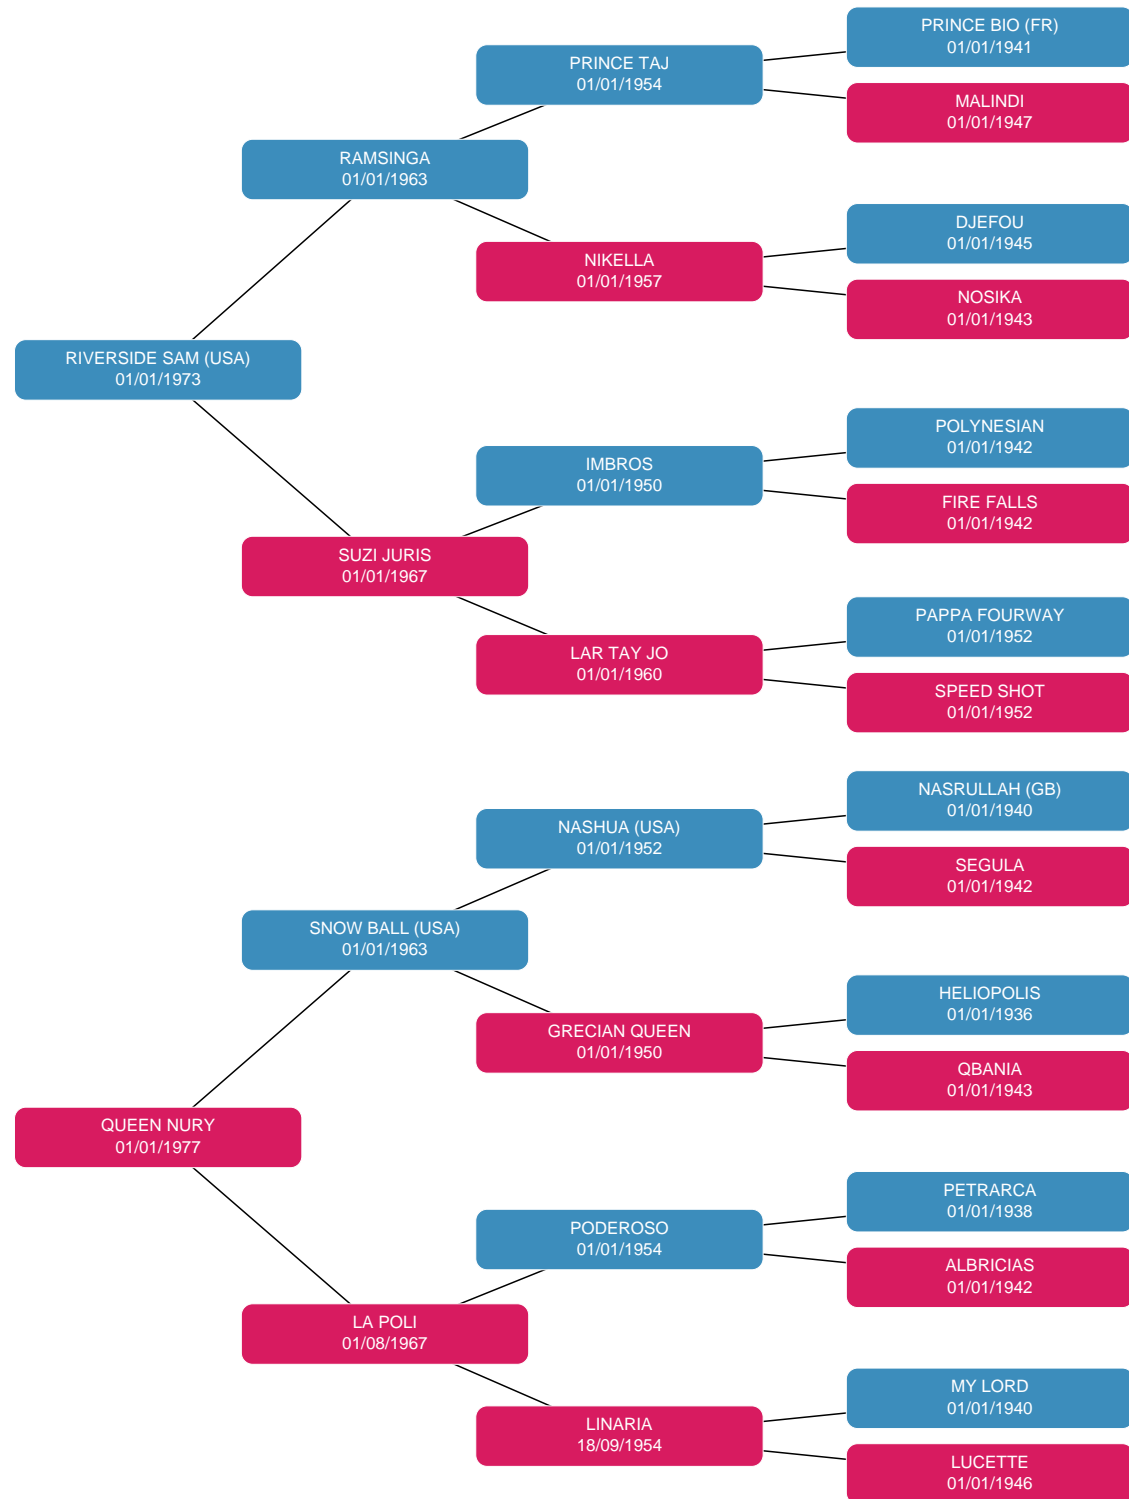 PRINCE BIO (FR)
01/01/1941
PRINCE TAJ
01/01/1954
MALINDI
01/01/1947
RAMSINGA
01/01/1963
DJEFOU
01/01/1945
NIKELLA
01/01/1957
NOSIKA
01/01/1943
RIVERSIDE SAM (USA)
01/01/1973
POLYNESIAN
01/01/1942
IMBROS
01/01/1950
FIRE FALLS
01/01/1942
SUZI JURIS
01/01/1967
PAPPA FOURWAY
01/01/1952
LAR TAY JO
01/01/1960
SPEED SHOT
01/01/1952
NASRULLAH (GB)
01/01/1940
NASHUA (USA)
01/01/1952
SEGULA
01/01/1942
SNOW BALL (USA)
01/01/1963
HELIOPOLIS
01/01/1936
GRECIAN QUEEN
01/01/1950
QBANIA
01/01/1943
QUEEN NURY
01/01/1977
PETRARCA
01/01/1938
PODEROSO
01/01/1954
ALBRICIAS
01/01/1942
LA POLI
01/08/1967
MY LORD
01/01/1940
LINARIA
18/09/1954
LUCETTE
01/01/1946